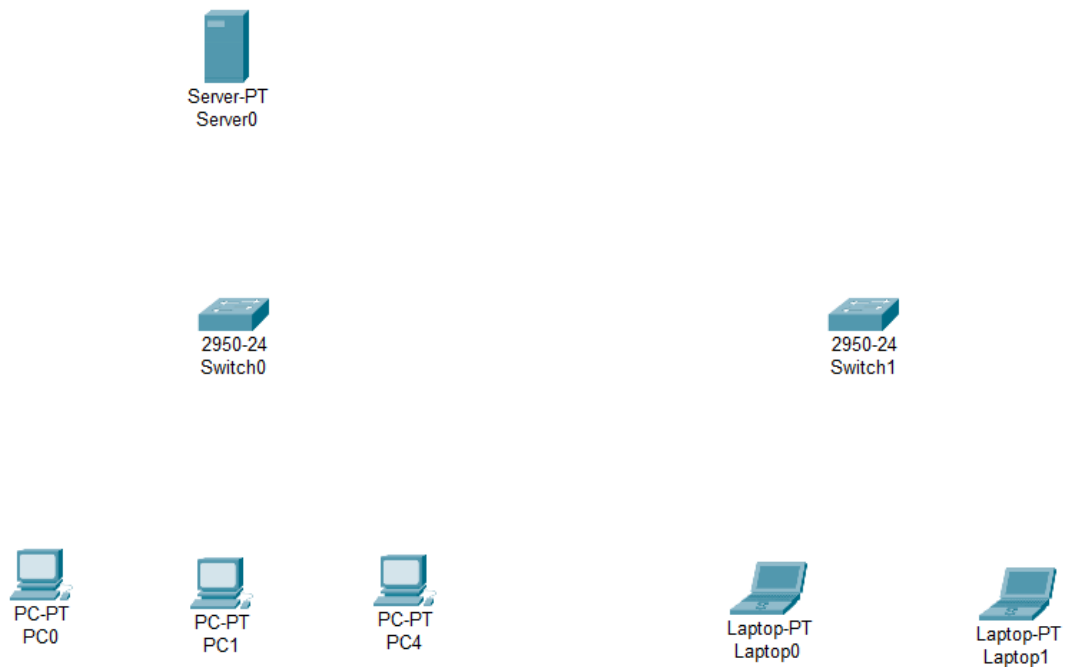 Server-PT
Server0
2950-24
Switch0
2950-24
Switch1
PC-PT
PC0
PC-PT
PC1
PC-PT
PC4
Laptop-PT
Laptop0
Laptop-PT
Laptop1